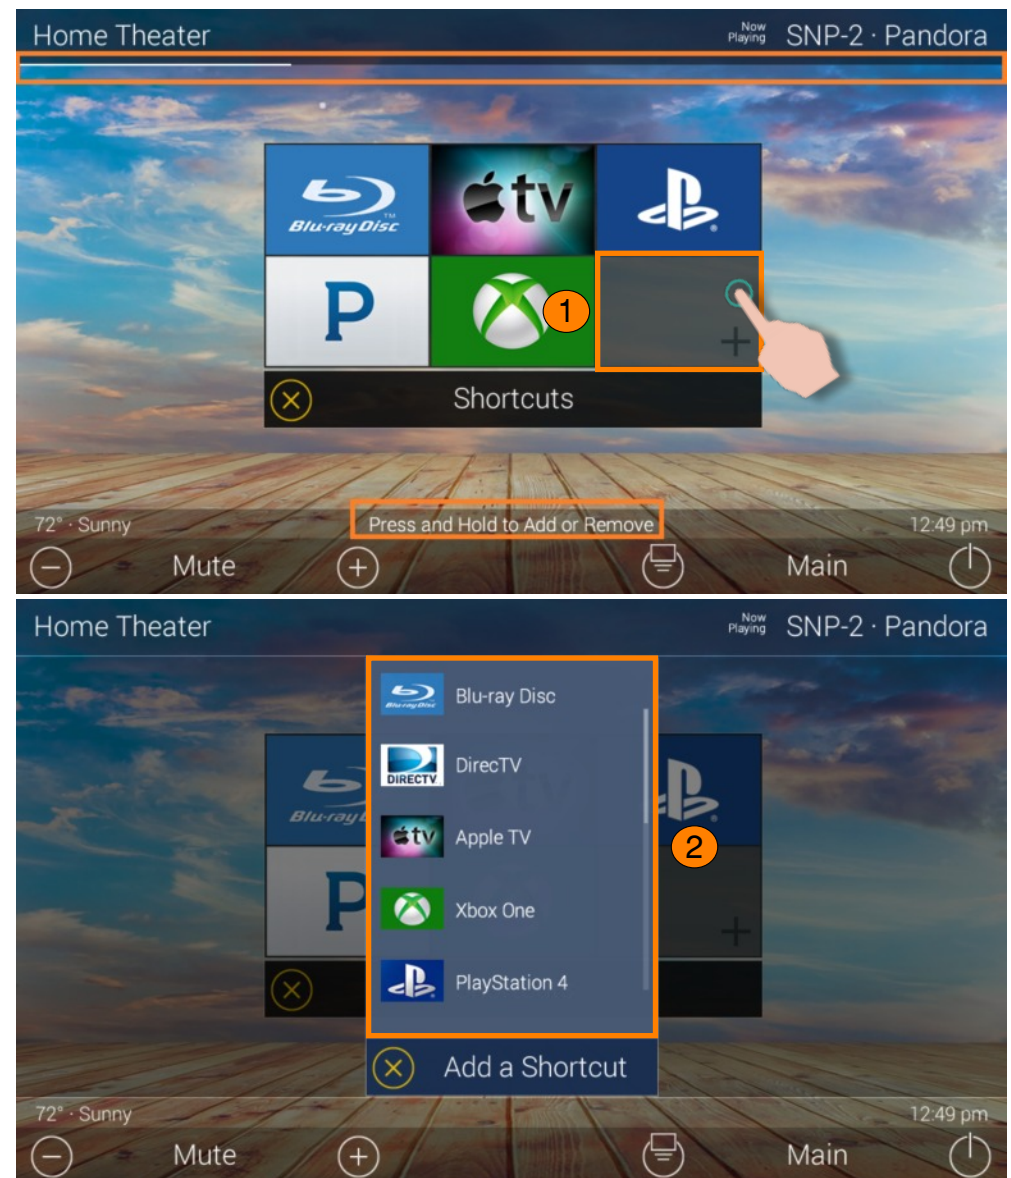 Home Theater
Now Playing SNP-2 · Pandora
Blu-ray Disc™
tv
P
1
+
Shortcuts
72° · Sunny
Press and Hold to Add or Remove
12:49 pm
Mute
Main
Home Theater
Now Playing SNP-2 · Pandora
Blu-ray Disc
Blu-ray Disc
DIRECTV
DirecTV
tv
Apple TV
2
Xbox One
PlayStation 4
P
+
Add a Shortcut
72° · Sunny
12:49 pm
Mute
Main